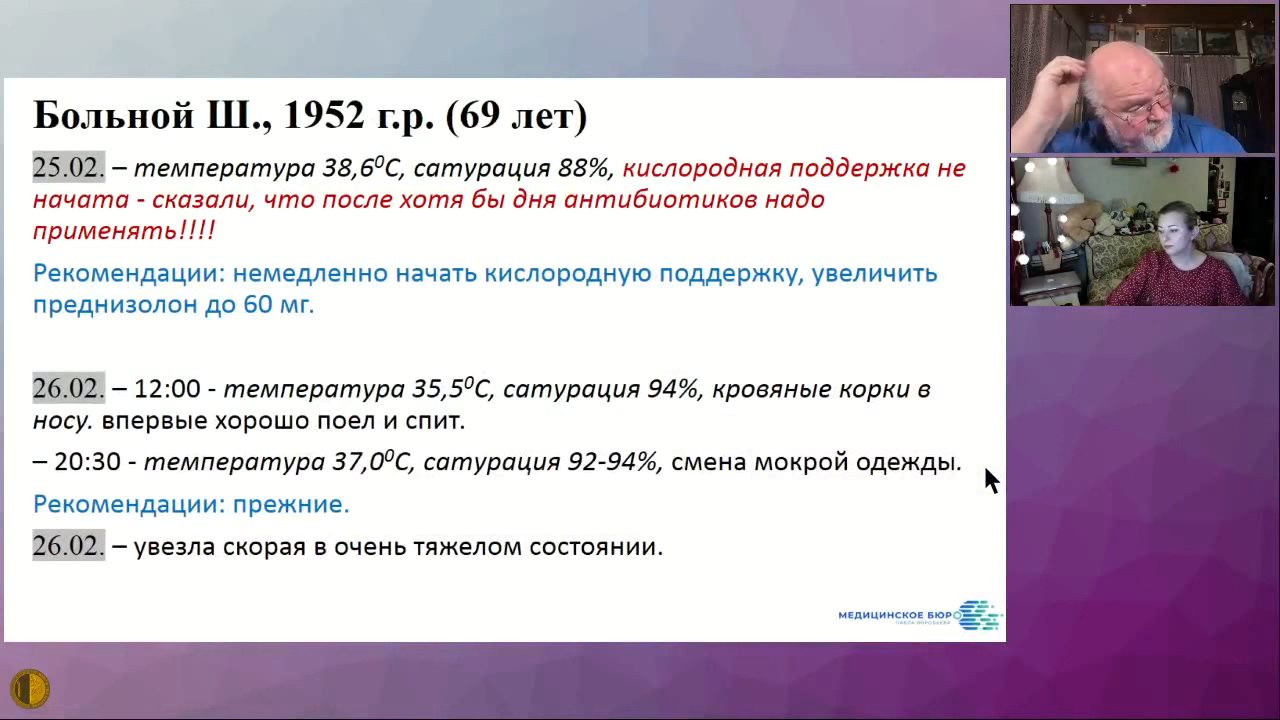 Больной Ш., 1952 г.р. (69 лет)
25.02. – температура 38,6⁰С, сатурация 88%, кислородная поддержка не
начата - сказали, что после хотя бы дня антибиотиков надо
применять!!!!
Рекомендации: немедленно начать кислородную поддержку, увеличить
преднизолон до 60 мг.
26.02. – 12:00 - температура 35,5⁰С, сатурация 94%, кровяные корки в
носу. впервые хорошо поел и спит.
– 20:30 - температура 37,0⁰С, сатурация 92-94%, смена мокрой одежды.
Рекомендации: прежние.
26.02. – увезла скорая в очень тяжелом состоянии.
МЕДИЦИНСКОЕ БЮРО
ПАВЛА ВОРОБЬЕВА